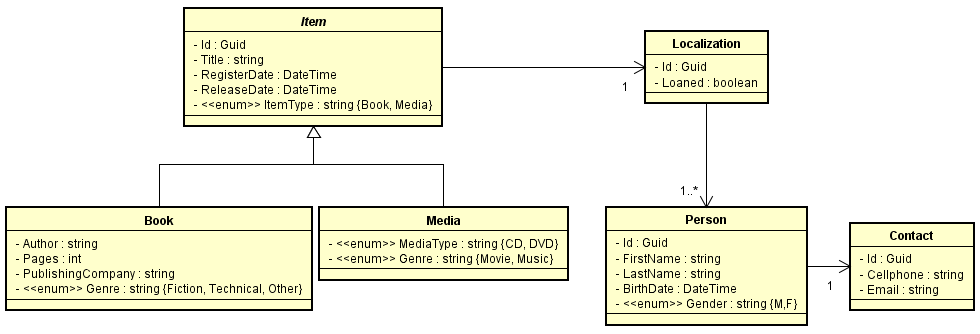 Item
- Id : Guid
- Title : string
- RegisterDate : DateTime
- ReleaseDate : DateTime
- <<enum>> ItemType : string {Book, Media}
Localization
- Id : Guid
- Loaned : boolean
1
1..*
Book
- Author : string
- Pages : int
- PublishingCompany : string
- <<enum>> Genre : string {Fiction, Technical, Other}
Media
- <<enum>> MediaType : string {CD, DVD}
- <<enum>> Genre : string {Movie, Music}
Person
- Id : Guid
- FirstName : string
- LastName : string
- BirthDate : DateTime
- <<enum>> Gender : string {M,F}
1
Contact
- Id : Guid
- Cellphone : string
- Email : string